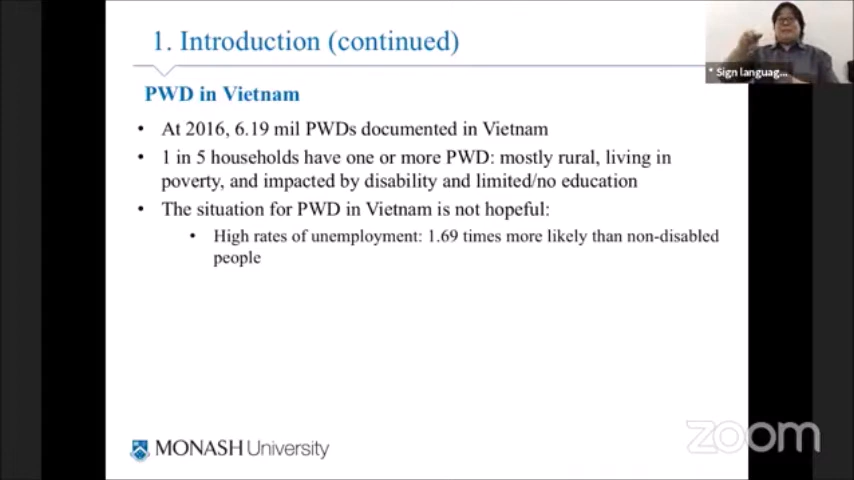 1. Introduction (continued)
* Sign languag...
PWD in Vietnam
• At 2016, 6.19 mil PWDs documented in Vietnam
• 1 in 5 households have one or more PWD: mostly rural, living in
poverty, and impacted by disability and limited/no education
• The situation for PWD in Vietnam is not hopeful:
• High rates of unemployment: 1.69 times more likely than non-disabled
people
MONASH University
zoom